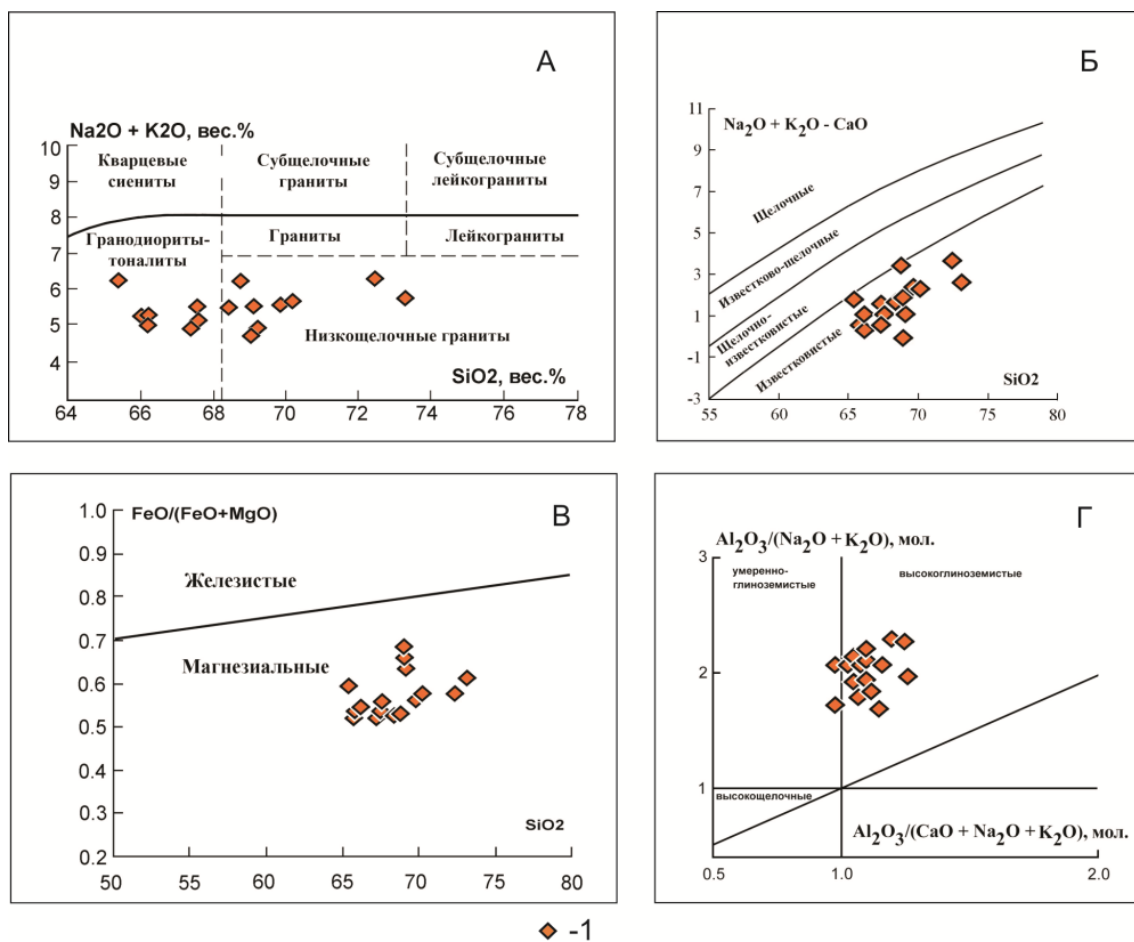 А
Na2O + K2O, вес.%
10
9
8
7
6
5
4
Кварцевые
сиениты
Субщелочные
граниты
Субщелочные
лейкограниты
Гранодиориты-
тоналиты
Граниты
Лейкограниты
Низкощелочные граниты
SiO2, вес.%
64 66 68 70 72 74 76 78
Б
Na2O + K2O - CaO
11
9
7
5
3
1
-1
-3
Щелочные
Известково-щелочные
Щелочно-
известковистые
Известковистые
SiO2
55 60 65 70 75 80
В
FeO/(FeO+MgO)
1.0
0.9
0.8
0.7
0.6
0.5
0.4
0.3
0.2
Железистые
Магнезиальные
SiO2
50 55 60 65 70 75 80
Г
Al2O3/(Na2O + K2O), мол.
3
2
1
умеренно-
глиноземистые
высокоглиноземистые
высокощелочные
Al2O3/(CaO + Na2O + K2O), мол.
0.5 1.0 2.0
-1